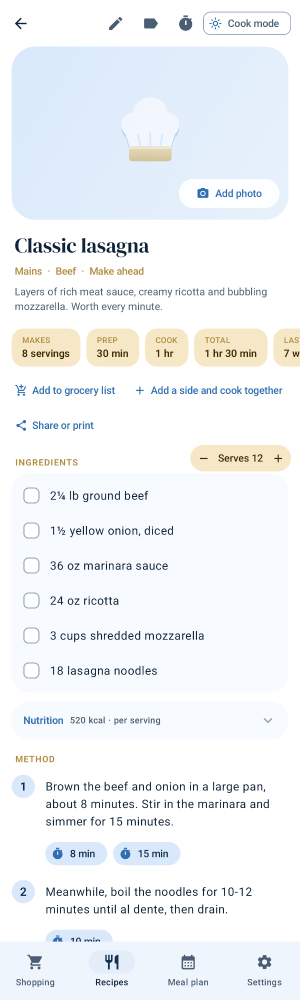 Cook mode
Add photo
Classic lasagna
Mains · Beef · Make ahead
Layers of rich meat sauce, creamy ricotta and bubbling
mozzarella. Worth every minute.
MAKES
8 servings
PREP
30 min
COOK
1 hr
TOTAL
1 hr 30 min
LAS
7 w
Add to grocery list
Add a side and cook together
Share or print
INGREDIENTS
− Serves 12 +
2¼ lb ground beef
1½ yellow onion, diced
36 oz marinara sauce
24 oz ricotta
3 cups shredded mozzarella
18 lasagna noodles
Nutrition 520 kcal · per serving
METHOD
1 Brown the beef and onion in a large pan,
about 8 minutes. Stir in the marinara and
simmer for 15 minutes.
8 min
15 min
2 Meanwhile, boil the noodles for 10-12
minutes until al dente, then drain.
10 min
Shopping
Recipes
Meal plan
Settings